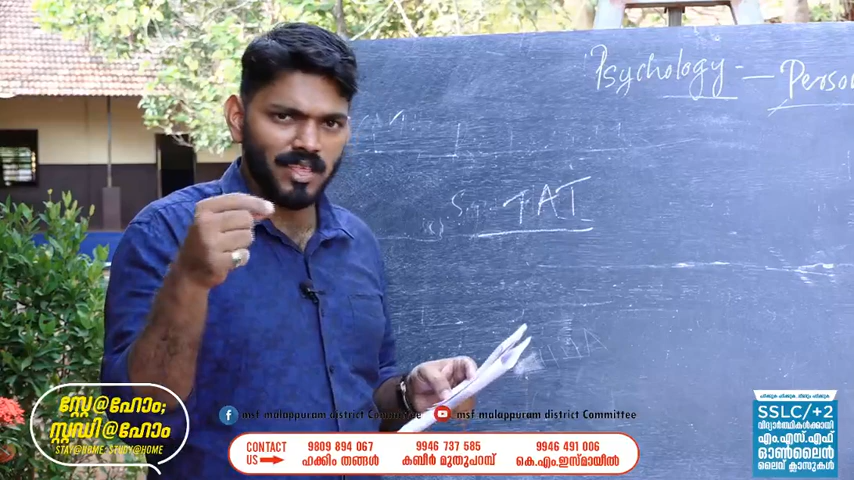 Psychology - Perso
TAT
സ്റ്റേ@ഹോം;
സ്റ്റഡി@ഹോം
STAY@HOME; STUDY@HOME
msf malappuram district Committee
msf malappuram district Committee
CONTACT US
9809 894 067
ഹക്കീം തങ്ങൾ
9946 737 585
കബീർ മുതുപറമ്പ്
9946 491 006
കെ.എം.ഇസ്മായീൽ
SSLC/+2
വിദ്യാർത്ഥികൾക്കായി
എം.എസ്.എഫ്
ഓൺലൈൻ
ലൈവ് ക്ലാസുകൾ